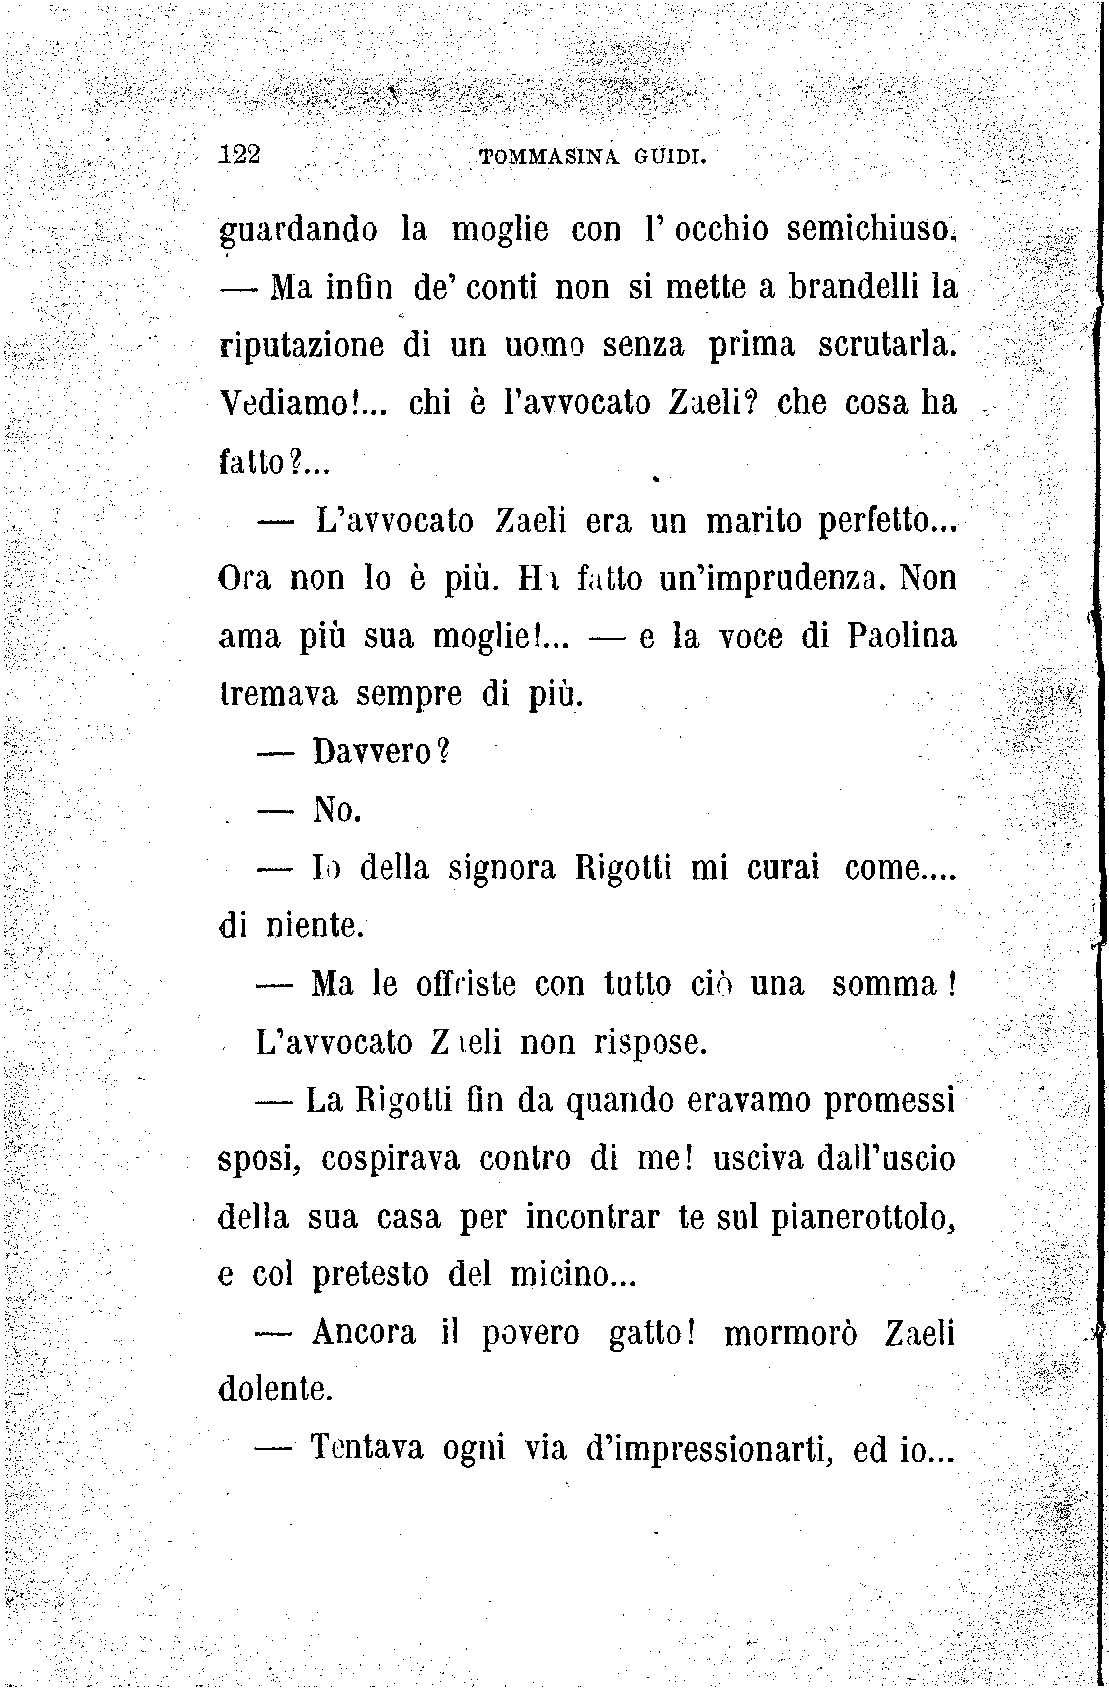 122 TOMMASINA GUIDI.
guardando la moglie con l' occhio semichiuso.
— Ma infin de' conti non si mette a brandelli la
riputazione di un uomo senza prima scrutarla.
Vediamo!... chi è l'avvocato Zaeli? che cosa ha
fatto?...
— L'avvocato Zaeli era un marito perfetto...
Ora non lo è più. Ha fatto un'imprudenza. Non
ama più sua moglie!... — e la voce di Paolina
tremava sempre di più.
— Davvero?
— No.
— Io della signora Rigotti mi curai come....
di niente.
— Ma le offriste con tutto ciò una somma!
L'avvocato Zaeli non rispose.
— La Rigotti fin da quando eravamo promessi
sposi, cospirava contro di me! usciva dall'uscio
della sua casa per incontrar te sul pianerottolo,
e col pretesto del micino...
— Ancora il povero gatto! mormorò Zaeli
dolente.
— Tentava ogni via d'impressionarti, ed io...